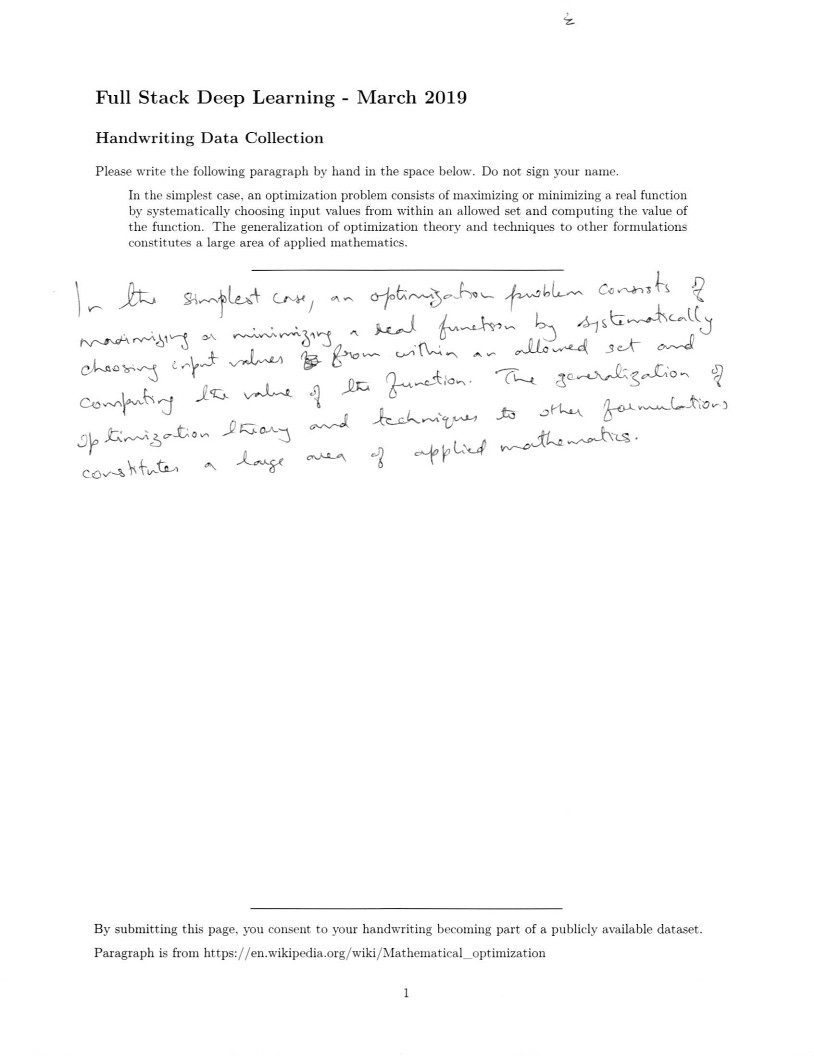 Full Stack Deep Learning - March 2019
Handwriting Data Collection
Please write the following paragraph by hand in the space below. Do not sign your name.
In the simplest case, an optimization problem consists of maximizing or minimizing a real function
by systematically choosing input values from within an allowed set and computing the value of
the function. The generalization of optimization theory and techniques to other formulations
constitutes a large area of applied mathematics.
In the simplest case, an optimization problem consists of
maximizing or minimizing a real function by systematically
choosing input values from within an allowed set and
computing the value of the function. The generalization of
optimization theory and techniques to other formulations
constitutes a large area of applied mathematics.
By submitting this page, you consent to your handwriting becoming part of a publicly available dataset.
Paragraph is from https://en.wikipedia.org/wiki/Mathematical_optimization
1